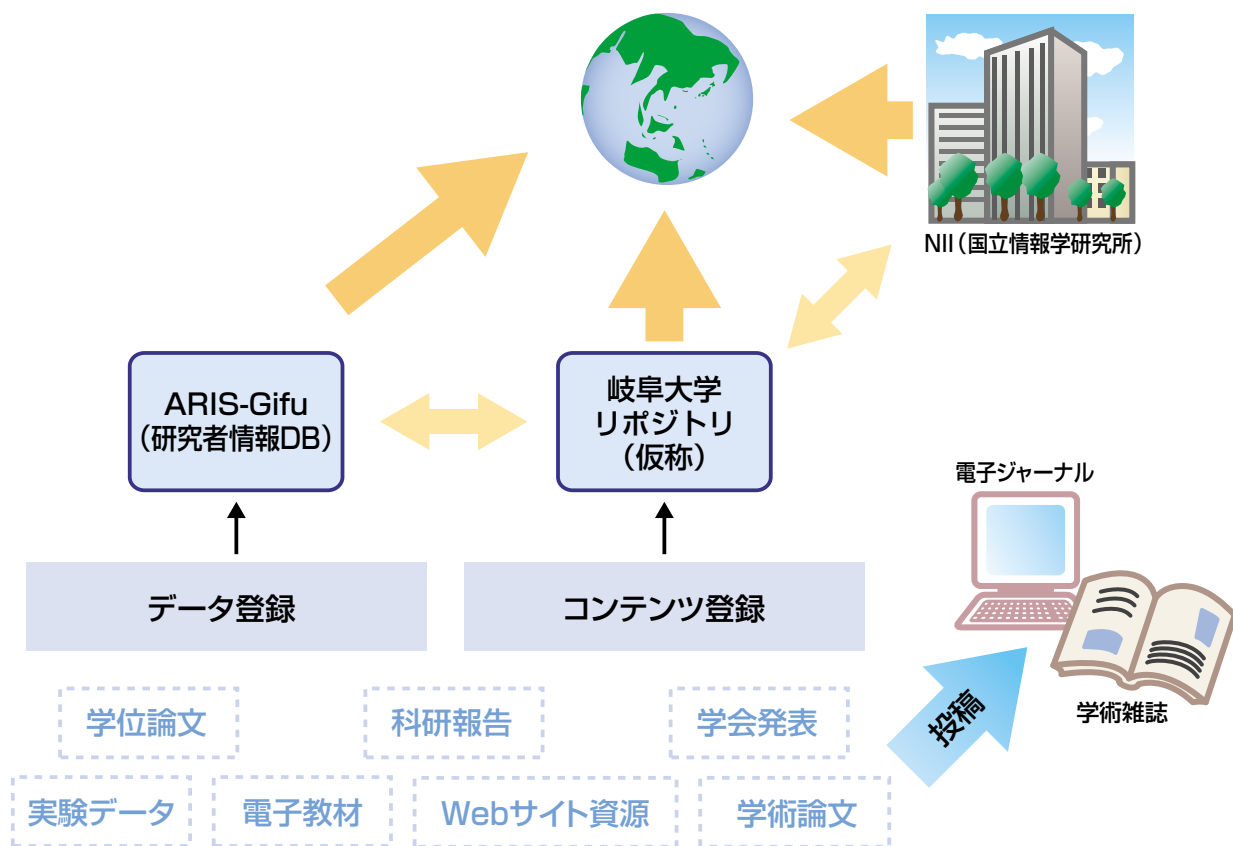 NII（国立情報学研究所）
ARIS-Gifu
（研究者情報DB）
岐阜大学
リポジトリ
（仮称）
電子ジャーナル
データ登録
コンテンツ登録
学術雑誌
投稿
学位論文
科研報告
学会発表
実験データ
電子教材
Webサイト資源
学術論文